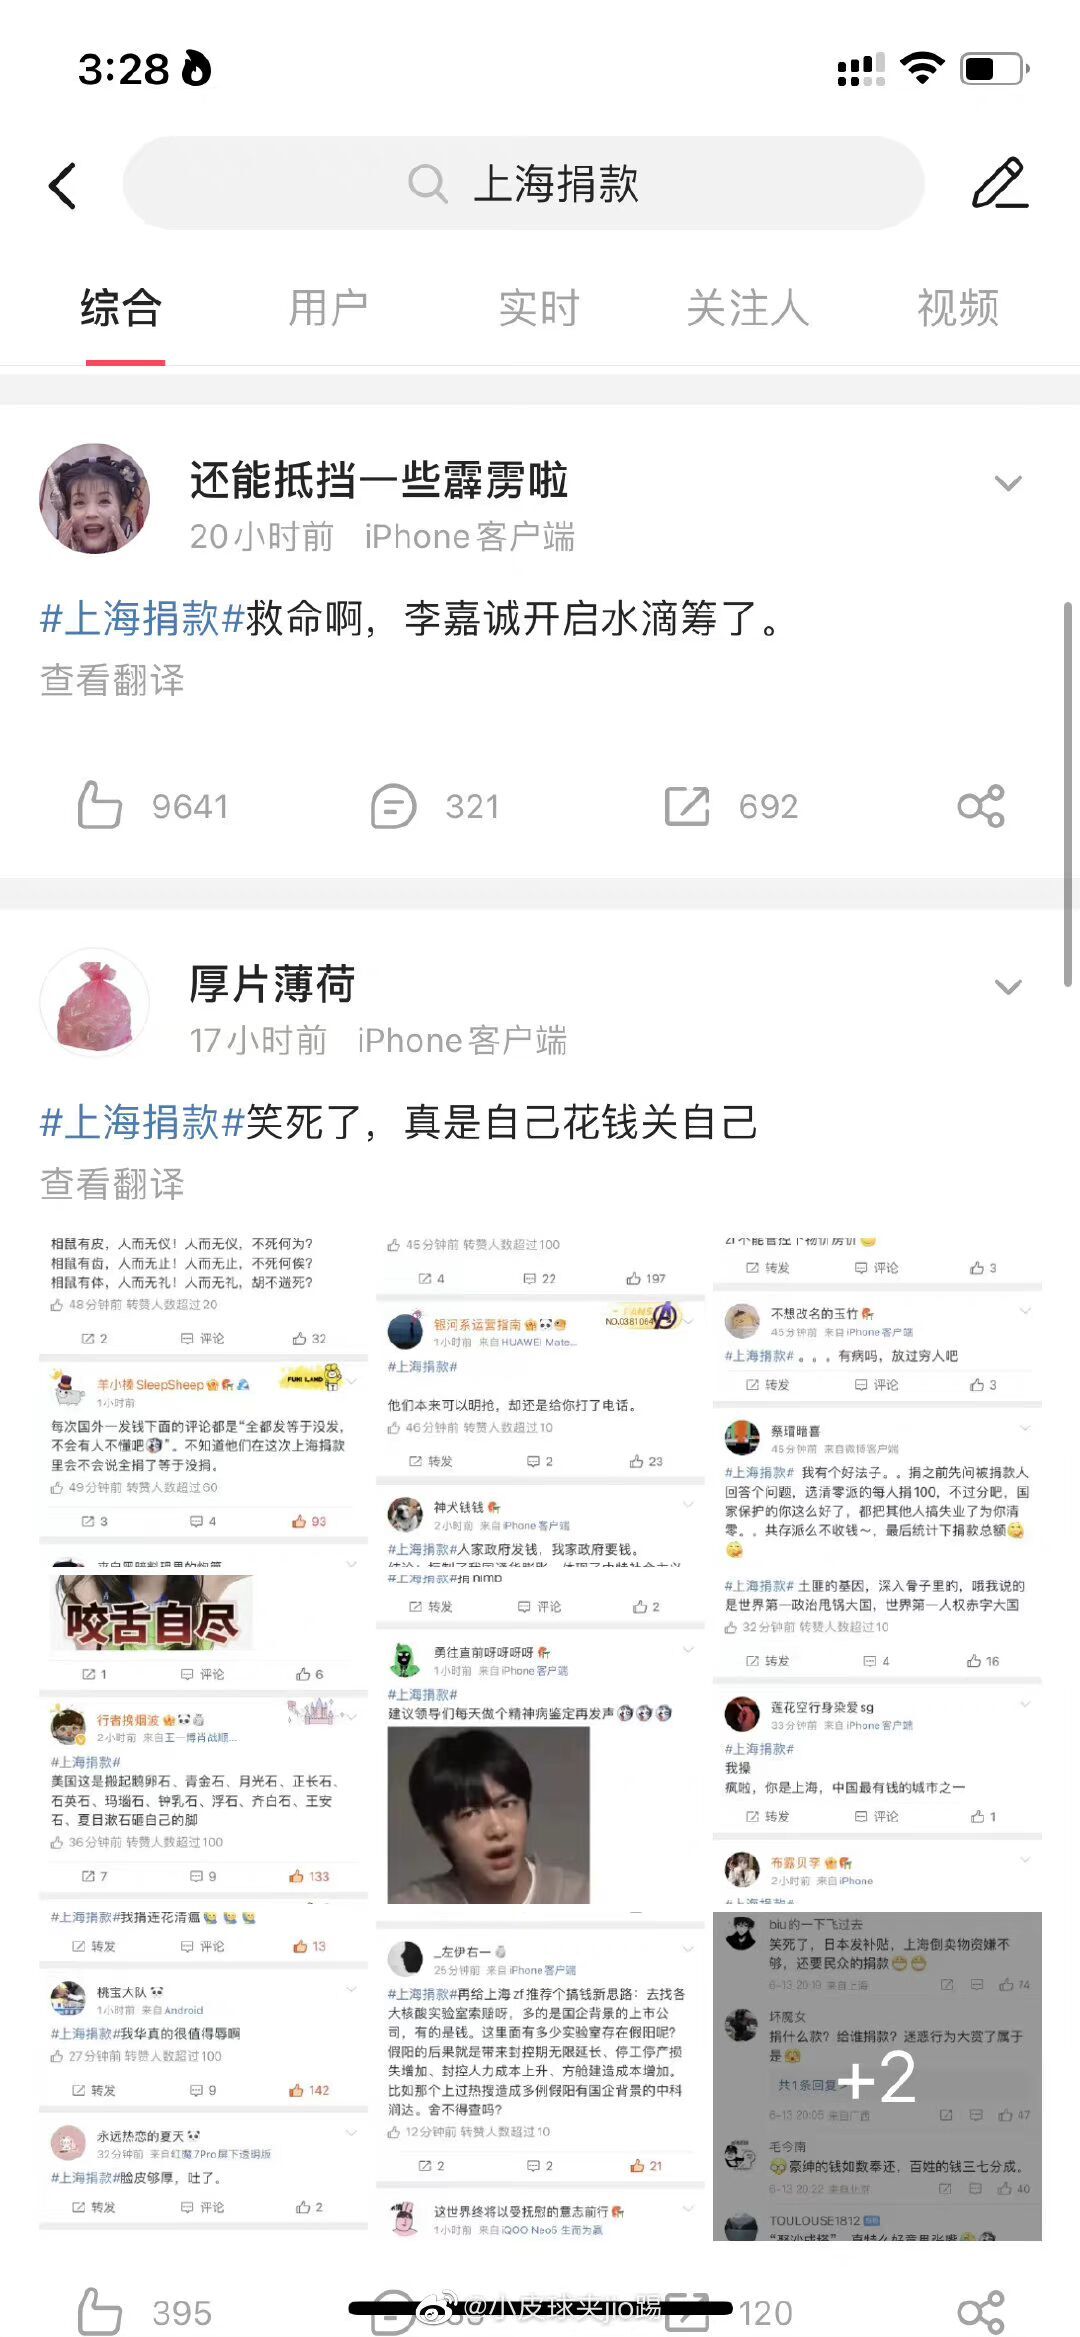 3:28
上海捐款
综合 用户 实时 关注人 视频
还能抵挡一些霹雳啦
20小时前 iPhone客户端
#上海捐款#救命啊，李嘉诚开启水滴筹了。
查看翻译
9641 321 692
厚片薄荷
17小时前 iPhone客户端
#上海捐款#笑死了，真是自己花钱关自己
查看翻译
相鼠有皮，人而无仪！人而无仪，不死何为？
相鼠有齿，人而无止！人而无止，不死何俟？
相鼠有体，人而无礼！人而无礼，胡不遄死？
48分钟前 转赞人数超过20
2 评论 32
羊小榛SleepSheep
FUKI LAND
1小时前
每次国外一发钱下面的评论都是“全都发等于没发，
不会有人不懂吧”。不知道他们在这次上海捐款
里会不会说全捐了等于没捐。
49分钟前 转赞人数超过60
3 4 93
咬舌自尽
1 评论 6
行者换烟波
2小时前 来自王一博肖战顺...
#上海捐款#
美国这是搬起鹅卵石、青金石、月光石、正长石、
石英石、玛瑙石、钟乳石、浮石、齐白石、王安
石、夏目漱石砸自己的脚
36分钟前 转赞人数超过100
7 9 133
#上海捐款#我捐连花清瘟
转发 评论 13
桃宝大队
1小时前 来自Android
#上海捐款#我华真的很值得辱啊
27分钟前 转赞人数超过100
转发 9 142
永远热恋的夏天
32分钟前 来自红魔7Pro屏下透明版
#上海捐款#脸皮够厚，吐了。
转发 评论 2
45分钟前 转赞人数超过100
4 22 197
银河系运营指南
NO.0381064
1小时前 来自HUAWEI Mate...
#上海捐款#
他们本来可以明抢，却还是给你打了电话。
46分钟前 转赞人数超过10
转发 2 23
神犬钱钱
2小时前 来自iPhone客户端
#上海捐款#人家政府发钱，我家政府要钱。
#上海捐款#捐nimb
转发 评论 2
勇往直前呀呀呀呀
1小时前 来自iPhone客户端
#上海捐款#
建议领导们每天做个精神病鉴定再发声
_左伊右一
25分钟前 来自iPhone客户端
#上海捐款#再给上海zf推荐个搞钱新思路：去找各
大核酸实验室索赔呀，多的是国企背景的上市公
司，有的是钱。这里面有多少实验室存在假阳呢？
假阳的后果就是带来封控期无限延长、停工停产损
失增加、封控人力成本上升、方舱建造成本增加。
比如那个上过热搜造成多例假阳有国企背景的中科
润达。舍不得查吗？
12分钟前 转赞人数超过10
2 2 21
这世界终将以受抚慰的意志前行
1小时前 来自iQOO Neo5 生而为赢
zf不能管控下物价房价
转发 评论 3
不想改名的玉竹
45分钟前 来自iPhone客户端
#上海捐款#。。。有病吗，放过穷人吧
转发 评论 3
蔡瑁暗喜
45分钟前 来自微博客户端
#上海捐款# 我有个好法子。。捐之前先问被捐款人
回答个问题，选清零派的每人捐100，不过分吧，国
家保护的你这么好了，都把其他人搞失业了为你清
零。。共存派么不收钱～，最后统计下捐款总额
#上海捐款# 土匪的基因，深入骨子里的，哦我说的
是世界第一政治甩锅大国，世界第一人权赤字大国
32分钟前 转赞人数超过10
转发 4 16
莲花空行身染爱sg
33分钟前 来自iPhone客户端
#上海捐款#
我操
疯啦，你是上海，中国最有钱的城市之一
转发 评论 1
布露贝李
2小时前 来自iPhone
#上海捐款#
biu的一下飞过去
笑死了，日本发补贴，上海倒卖物资嫌不
够，还要民众的捐款
6-13 20:19 来自上海 74
坏魔女
捐什么款？给谁捐款？迷惑行为大赏了属于
是
共1条回复
6-13 20:05 来自广西 47
毛今南
豪绅的钱如数奉还，百姓的钱三七分成。
6-13 20:22 来自北京 40
TOULOUSE1812
+2
395 120
@小皮球夹jio踢